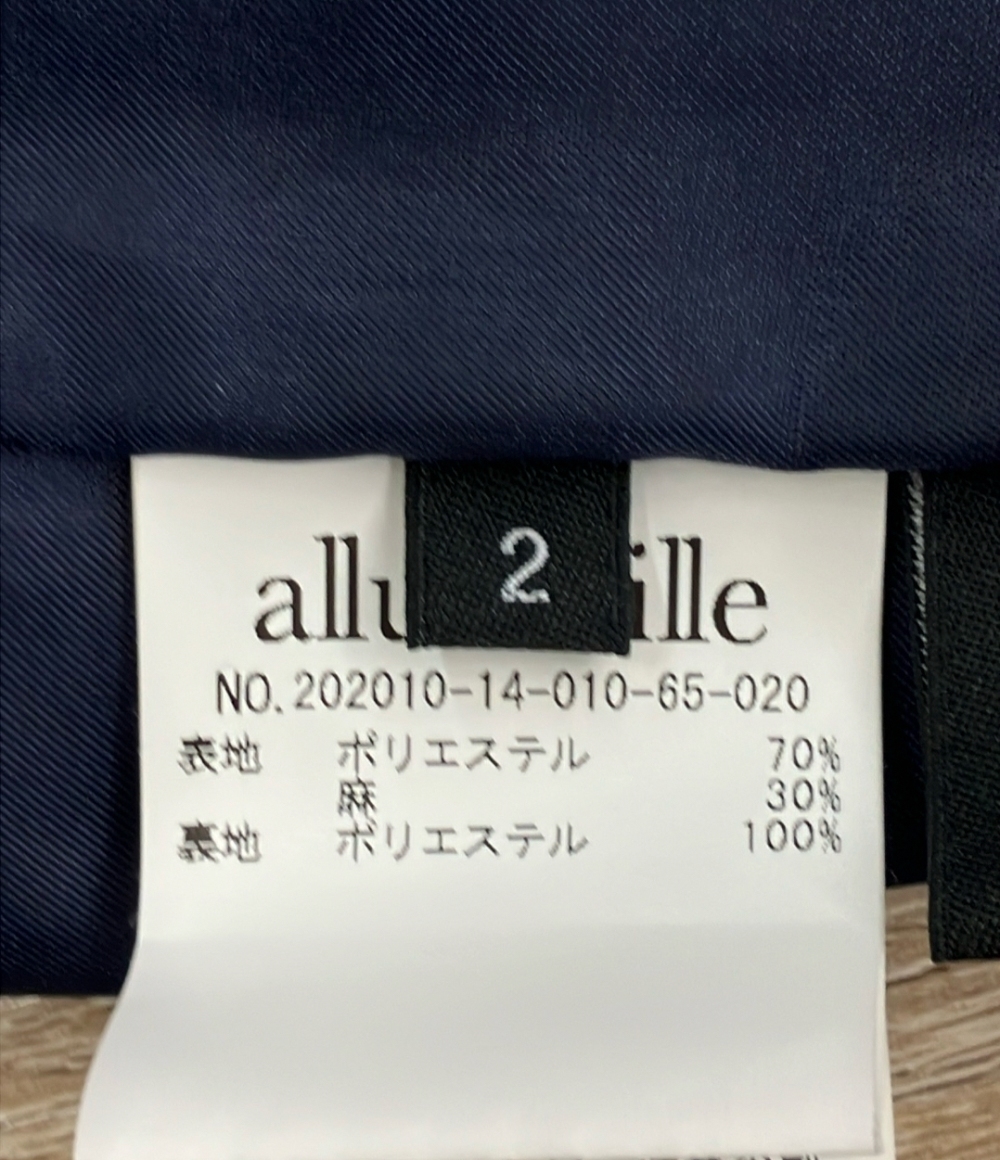 2
allu ille
NO.202010-14-010-65-020
表地 ポリエステル 70%
麻 30%
裏地 ポリエステル 100%